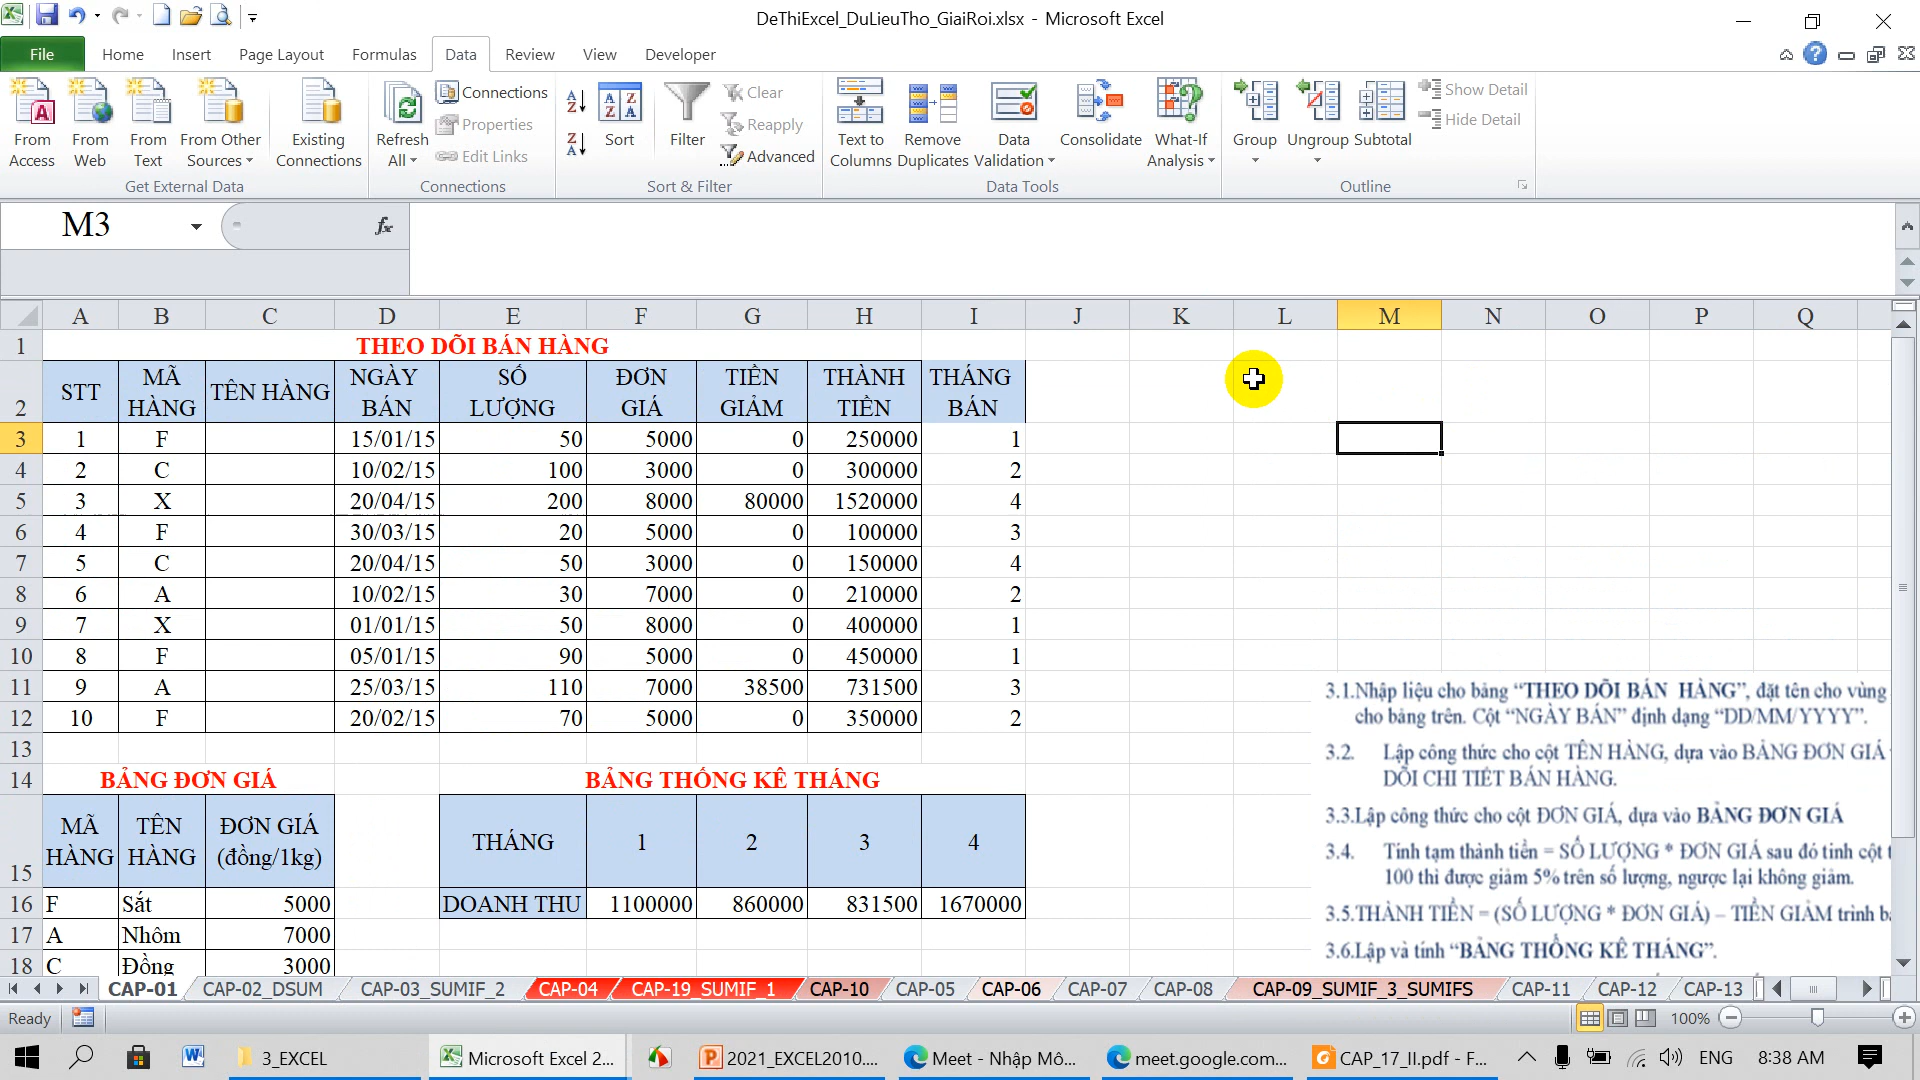 DeThiExcel_DuLieuTho_GiaiRoi.xlsx - Microsoft Excel
File Home Insert Page Layout Formulas Data Review View Developer
From Access
From Web
From Text
From Other Sources
Existing Connections
Get External Data
Refresh All
Connections
Properties
Edit Links
Connections
Sort
Filter
Clear
Reapply
Advanced
Sort & Filter
Text to Columns
Remove Duplicates
Data Validation
Consolidate
What-If Analysis
Data Tools
Group
Ungroup
Subtotal
Show Detail
Hide Detail
Outline
M3 fx
A B C D E F G H I J K L M N O P Q
1 THEO DÕI BÁN HÀNG
2 STT MÃ HÀNG TÊN HÀNG NGÀY BÁN SỐ LƯỢNG ĐƠN GIÁ TIỀN GIẢM THÀNH TIỀN THÁNG BÁN
3 1 F 15/01/15 50 5000 0 250000 1
4 2 C 10/02/15 100 3000 0 300000 2
5 3 X 20/04/15 200 8000 80000 1520000 4
6 4 F 30/03/15 20 5000 0 100000 3
7 5 C 20/04/15 50 3000 0 150000 4
8 6 A 10/02/15 30 7000 0 210000 2
9 7 X 01/01/15 50 8000 0 400000 1
10 8 F 05/01/15 90 5000 0 450000 1
11 9 A 25/03/15 110 7000 38500 731500 3
12 10 F 20/02/15 70 5000 0 350000 2
13
14 BẢNG ĐƠN GIÁ BẢNG THỐNG KÊ THÁNG
15 MÃ HÀNG TÊN HÀNG ĐƠN GIÁ (đồng/1kg) THÁNG 1 2 3 4
16 F Sắt 5000 DOANH THU 1100000 860000 831500 1670000
17 A Nhôm 7000
18 C Đồng 3000
3.1.Nhập liệu cho bảng “THEO DÕI BÁN HÀNG”, đặt tên cho vùng
cho bảng trên. Cột “NGÀY BÁN” định dạng “DD/MM/YYYY”.
3.2. Lập công thức cho cột TÊN HÀNG, dựa vào BẢNG ĐƠN GIÁ
DÕI CHI TIẾT BÁN HÀNG.
3.3.Lập công thức cho cột ĐƠN GIÁ, dựa vào BẢNG ĐƠN GIÁ
3.4. Tính tạm thành tiền = SỐ LƯỢNG * ĐƠN GIÁ sau đó tính cột t
100 thì được giảm 5% trên số lượng, ngược lại không giảm.
3.5.THÀNH TIỀN = (SỐ LƯỢNG * ĐƠN GIÁ) – TIỀN GIẢM trình b
3.6.Lập và tính “BẢNG THỐNG KÊ THÁNG”.
CAP-01 CAP-02_DSUM CAP-03_SUMIF_2 CAP-04 CAP-19_SUMIF_1 CAP-10 CAP-05 CAP-06 CAP-07 CAP-08 CAP-09_SUMIF_3_SUMIFS CAP-11 CAP-12 CAP-13
Ready 100%
3_EXCEL Microsoft Excel 2... 2021_EXCEL2010.... Meet - Nhập Mô... meet.google.com... CAP_17_II.pdf - F... ENG 8:38 AM